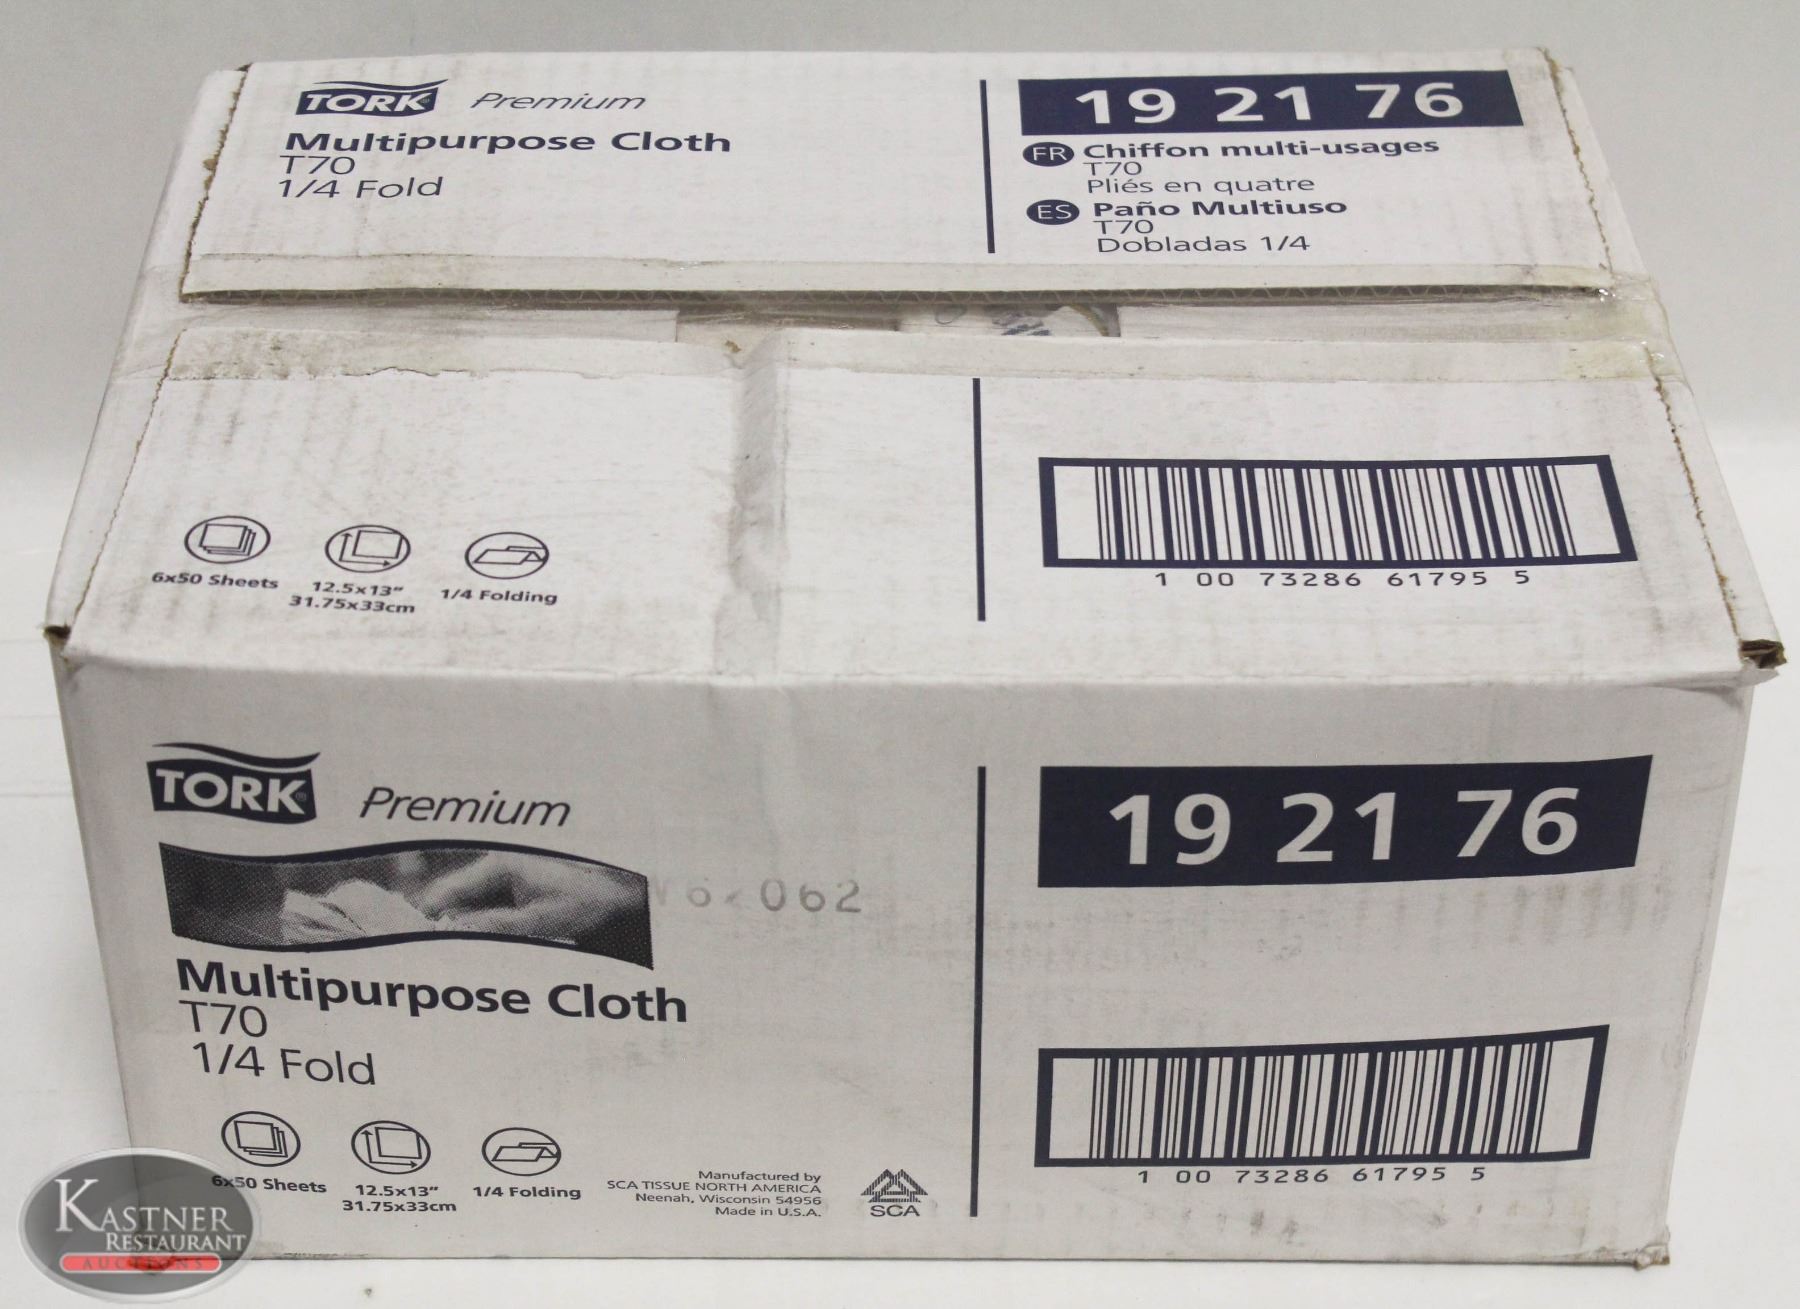 TORK® Premium
Multipurpose Cloth
T70
1/4 Fold
19 21 76
FR Chiffon multi-usages
T70
Pliés en quatre
ES Paño Multiuso
T70
Dobladas 1/4
6x50 Sheets
12.5x13"
31.75x33cm
1/4 Folding
1 00 73286 61795 5
TORK® Premium
Multipurpose Cloth
T70
1/4 Fold
19 21 76
062
6x50 Sheets
12.5x13"
31.75x33cm
1/4 Folding
Manufactured by
SCA TISSUE NORTH AMERICA
Neenah, Wisconsin 54956
Made in U.S.A.
SCA
1 00 73286 61795 5
KASTNER
RESTAURANT
AUCTIONS